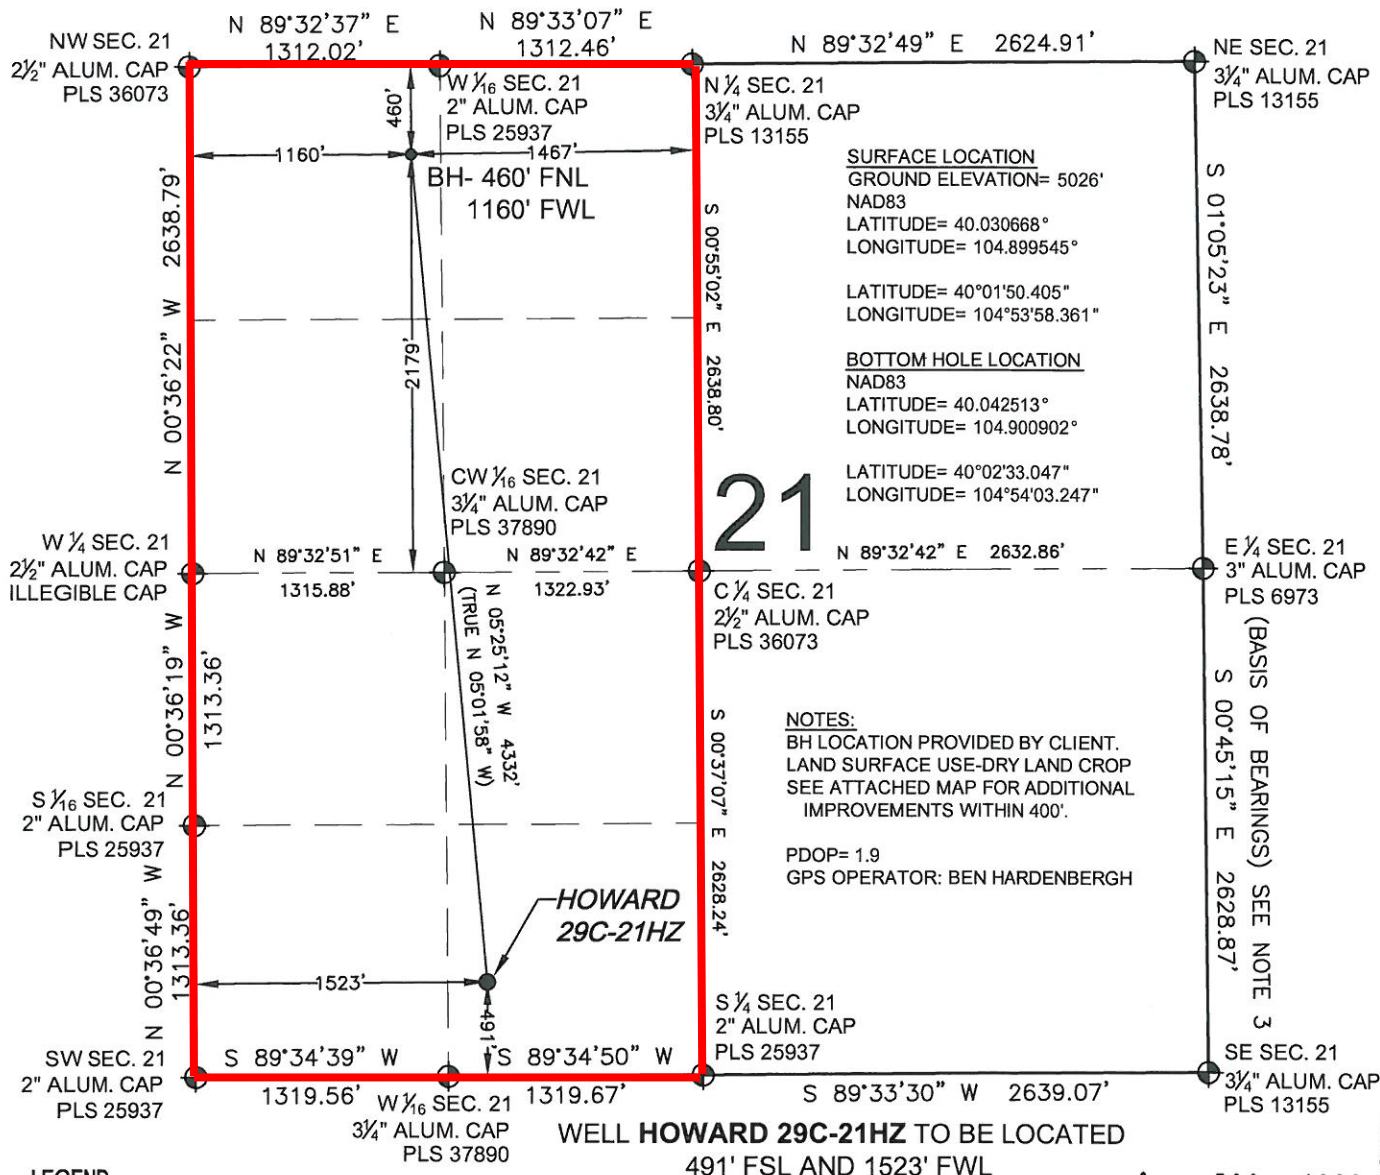 N 89°32'37" E
1312.02'
N 89°33'07" E
1312.46'
N 89°32'49" E 2624.91'
NW SEC. 21
2½" ALUM. CAP
PLS 36073
W 1/16 SEC. 21
2" ALUM. CAP
PLS 25937
N ¼ SEC. 21
3¼" ALUM. CAP
PLS 13155
NE SEC. 21
3¼" ALUM. CAP
PLS 13155
460'
1160'
1467'
BH- 460' FNL
1160' FWL
N 00°36'22" W 2638.79'
2179'
S 00°55'02" E 2638.80'
S 01°05'23" E 2638.78'
SURFACE LOCATION
GROUND ELEVATION= 5026'
NAD83
LATITUDE= 40.030668°
LONGITUDE= 104.899545°
LATITUDE= 40°01'50.405"
LONGITUDE= 104°53'58.361"
BOTTOM HOLE LOCATION
NAD83
LATITUDE= 40.042513°
LONGITUDE= 104.900902°
LATITUDE= 40°02'33.047"
LONGITUDE= 104°54'03.247"
21
CW 1/16 SEC. 21
3¼" ALUM. CAP
PLS 37890
W ¼ SEC. 21
2½" ALUM. CAP
ILLEGIBLE CAP
N 89°32'51" E
1315.88'
N 89°32'42" E
1322.93'
N 89°32'42" E 2632.86'
C ¼ SEC. 21
2½" ALUM. CAP
PLS 36073
E ¼ SEC. 21
3" ALUM. CAP
PLS 6973
N 05°25'12" W 4332'
(TRUE N 05°01'58" W)
N 00°36'19" W
1313.36'
S 00°37'07" E 2628.24'
S 00°45'15" E 2628.87'
(BASIS OF BEARINGS) SEE NOTE 3
NOTES:
BH LOCATION PROVIDED BY CLIENT.
LAND SURFACE USE-DRY LAND CROP
SEE ATTACHED MAP FOR ADDITIONAL
IMPROVEMENTS WITHIN 400'.
PDOP= 1.9
GPS OPERATOR: BEN HARDENBERGH
S 1/16 SEC. 21
2" ALUM. CAP
PLS 25937
N 00°36'49" W
1313.36'
HOWARD
29C-21HZ
1523'
491'
S ¼ SEC. 21
2" ALUM. CAP
PLS 25937
SW SEC. 21
2" ALUM. CAP
PLS 25937
S 89°34'39" W
1319.56'
S 89°34'50" W
1319.67'
W 1/16 SEC. 21
3¼" ALUM. CAP
PLS 37890
S 89°33'30" W 2639.07'
SE SEC. 21
3¼" ALUM. CAP
PLS 13155
WELL HOWARD 29C-21HZ TO BE LOCATED
491' FSL AND 1523' FWL
LEGEND